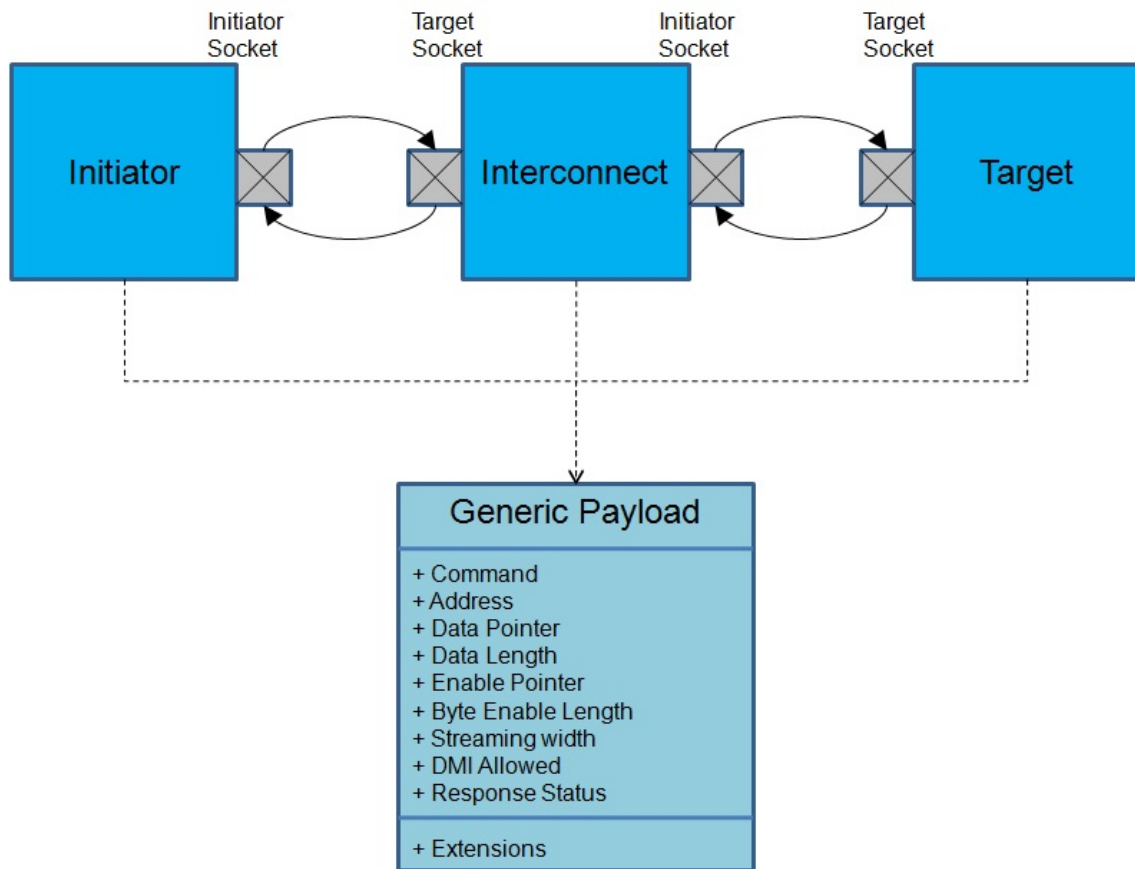 Initiator
Socket
Target
Socket
Initiator
Socket
Target
Socket
Initiator
Interconnect
Target
Generic Payload
+ Command
+ Address
+ Data Pointer
+ Data Length
+ Enable Pointer
+ Byte Enable Length
+ Streaming width
+ DMI Allowed
+ Response Status
+ Extensions